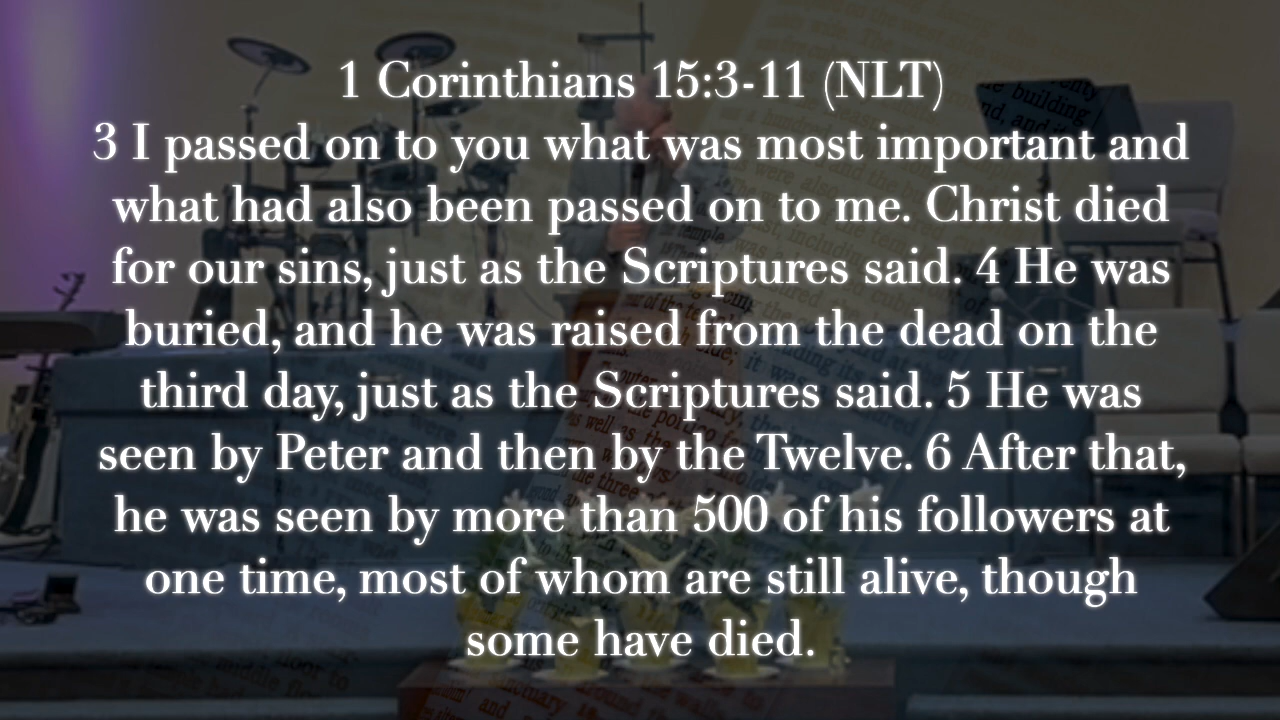 1 Corinthians 15:3-11 (NLT)
3 I passed on to you what was most important and
what had also been passed on to me. Christ died
for our sins, just as the Scriptures said. 4 He was
buried, and he was raised from the dead on the
third day, just as the Scriptures said. 5 He was
seen by Peter and then by the Twelve. 6 After that,
he was seen by more than 500 of his followers at
one time, most of whom are still alive, though
some have died.